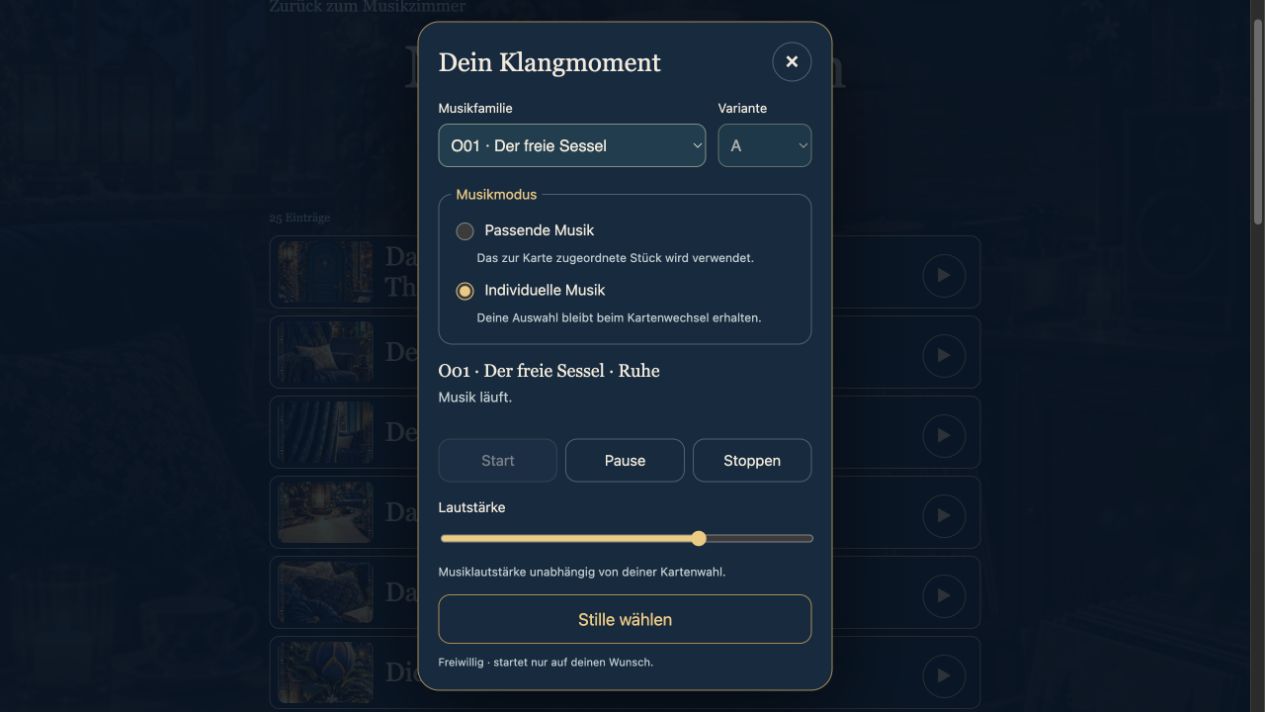 Zurück zum Musikzimmer
Dein Klangmoment
×
Musikfamilie
Variante
O01 · Der freie Sessel
A
25 Einträge
Musikmodus
Passende Musik
Das zur Karte zugeordnete Stück wird verwendet.
Individuelle Musik
Deine Auswahl bleibt beim Kartenwechsel erhalten.
O01 · Der freie Sessel · Ruhe
Musik läuft.
Start
Pause
Stoppen
Lautstärke
Musiklautstärke unabhängig von deiner Kartenwahl.
Stille wählen
Freiwillig · startet nur auf deinen Wunsch.